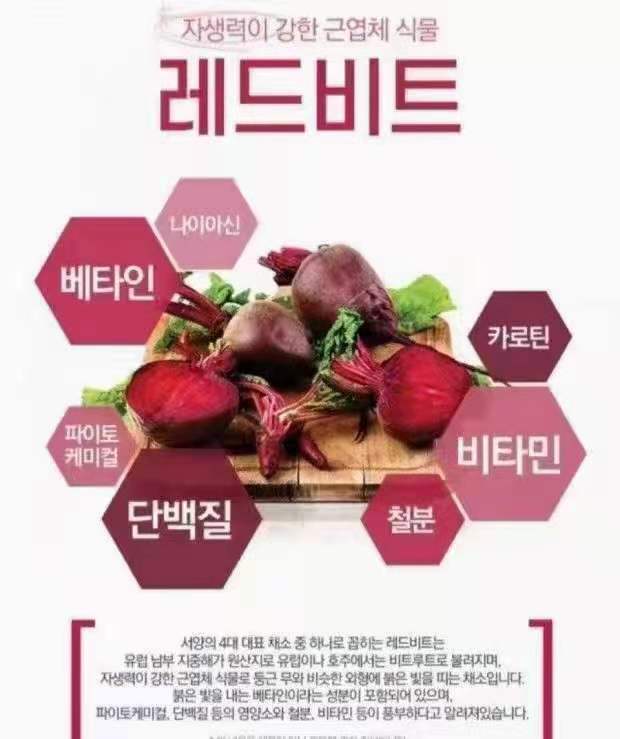 자생력이 강한 근엽체 식물
레드비트
나이아신
베타인
카로틴
파이토
케미컬
비타민
단백질
철분
서양의 4대 대표 채소 중 하나로 꼽히는 레드비트는
유럽 남부 지중해가 원산지로 유럽이나 호주에서는 비트루트로 불려지며,
자생력이 강한 근엽체 식물로 둥근 무와 비슷한 외형에 붉은 빛을 띠는 채소입니다.
붉은 빛을 내는 베타인이라는 성분이 포함되어 있으며,
파이토케미컬, 단백질 등의 영양소와 철분, 비타민 등이 풍부하다고 알려져있습니다.